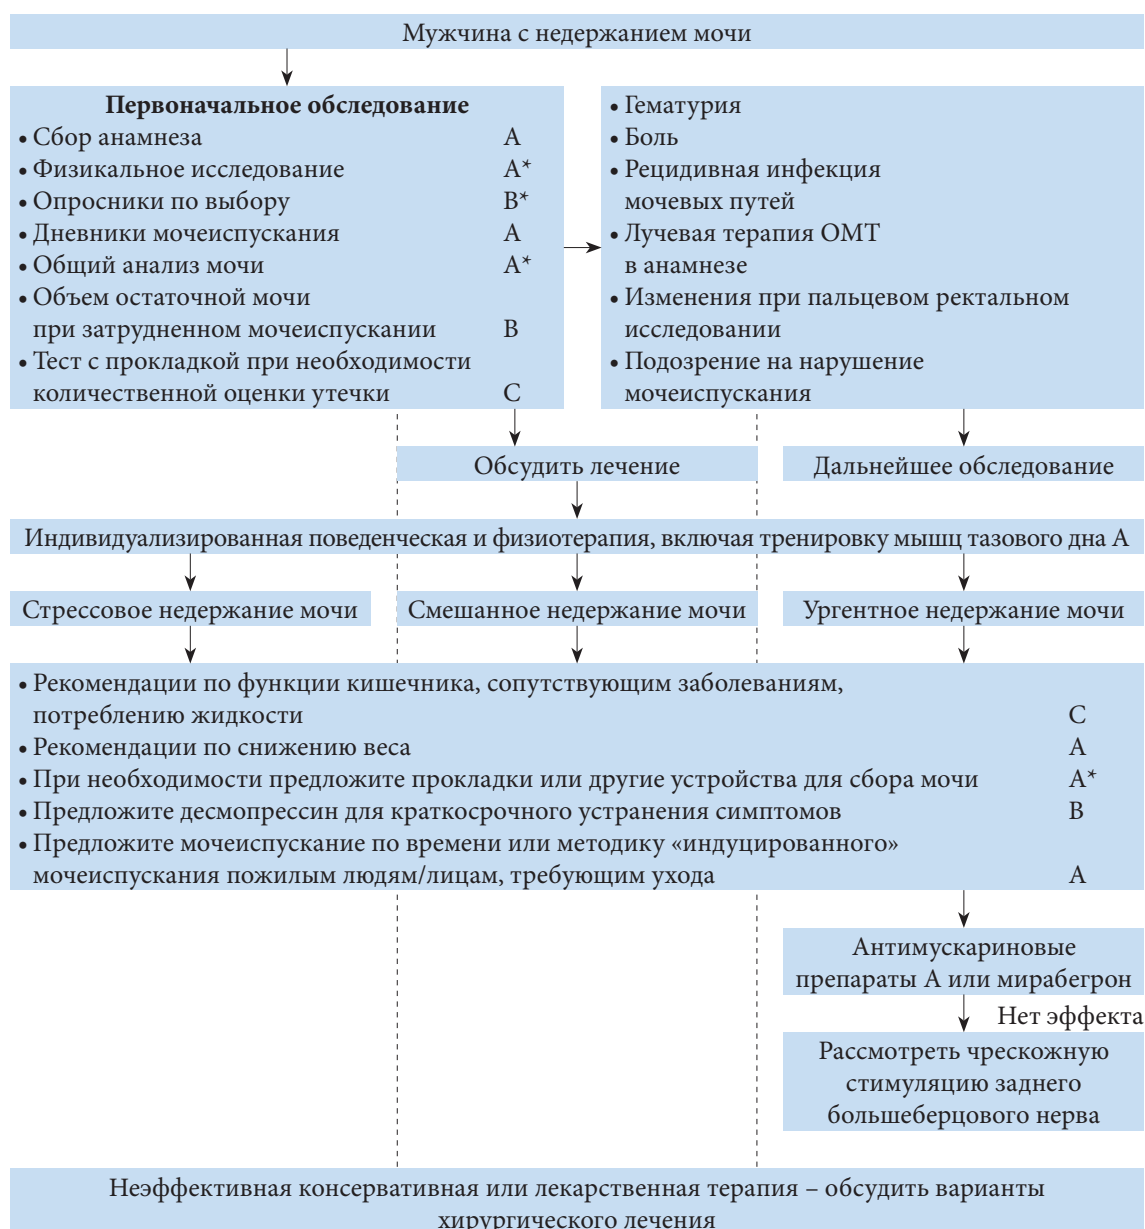 Мужчина с недержанием мочи
Первоначальное обследование
• Сбор анамнеза A
• Физикальное исследование A*
• Опросники по выбору B*
• Дневники мочеиспускания A
• Общий анализ мочи A*
• Объем остаточной мочи
при затрудненном мочеиспускании B
• Тест с прокладкой при необходимости
количественной оценки утечки C
• Гематурия
• Боль
• Рецидивная инфекция
мочевых путей
• Лучевая терапия ОМТ
в анамнезе
• Изменения при пальцевом ректальном
исследовании
• Подозрение на нарушение
мочеиспускания
Обсудить лечение
Дальнейшее обследование
Индивидуализированная поведенческая и физиотерапия, включая тренировку мышц тазового дна A
Стрессовое недержание мочи
Смешанное недержание мочи
Ургентное недержание мочи
• Рекомендации по функции кишечника, сопутствующим заболеваниям,
потреблению жидкости C
• Рекомендации по снижению веса A
• При необходимости предложите прокладки или другие устройства для сбора мочи A*
• Предложите десмопрессин для краткосрочного устранения симптомов B
• Предложите мочеиспускание по времени или методику «индуцированного»
мочеиспускания пожилым людям/лицам, требующим ухода A
Антимускариновые
препараты A или мирабегрон
Нет эффекта
Рассмотреть чрескожную
стимуляцию заднего
большеберцового нерва
Неэффективная консервативная или лекарственная терапия – обсудить варианты
хирургического лечения